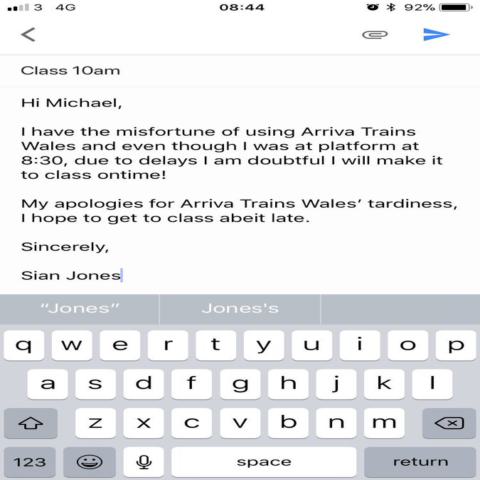 3 4G 08:44 92%
Class 10am
Hi Michael,
I have the misfortune of using Arriva Trains
Wales and even though I was at platform at
8:30, due to delays I am doubtful I will make it
to class ontime!
My apologies for Arriva Trains Wales' tardiness,
I hope to get to class abeit late.
Sincerely,
Sian Jones
“Jones” Jones's
q w e r t y u i o p
a s d f g h j k l
z x c v b n m
123 space return